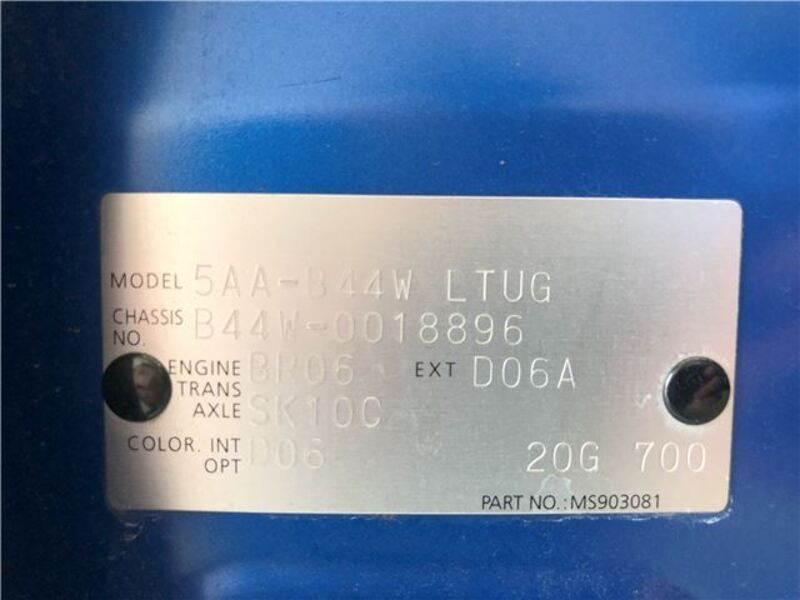 MODEL 5AA-B44W LTUG
CHASSIS NO. B44W-0018896
ENGINE BR06 EXT D06A
TRANS
AXLE SK10C
COLOR. INT D06
OPT 20G 700
PART NO.:MS903081